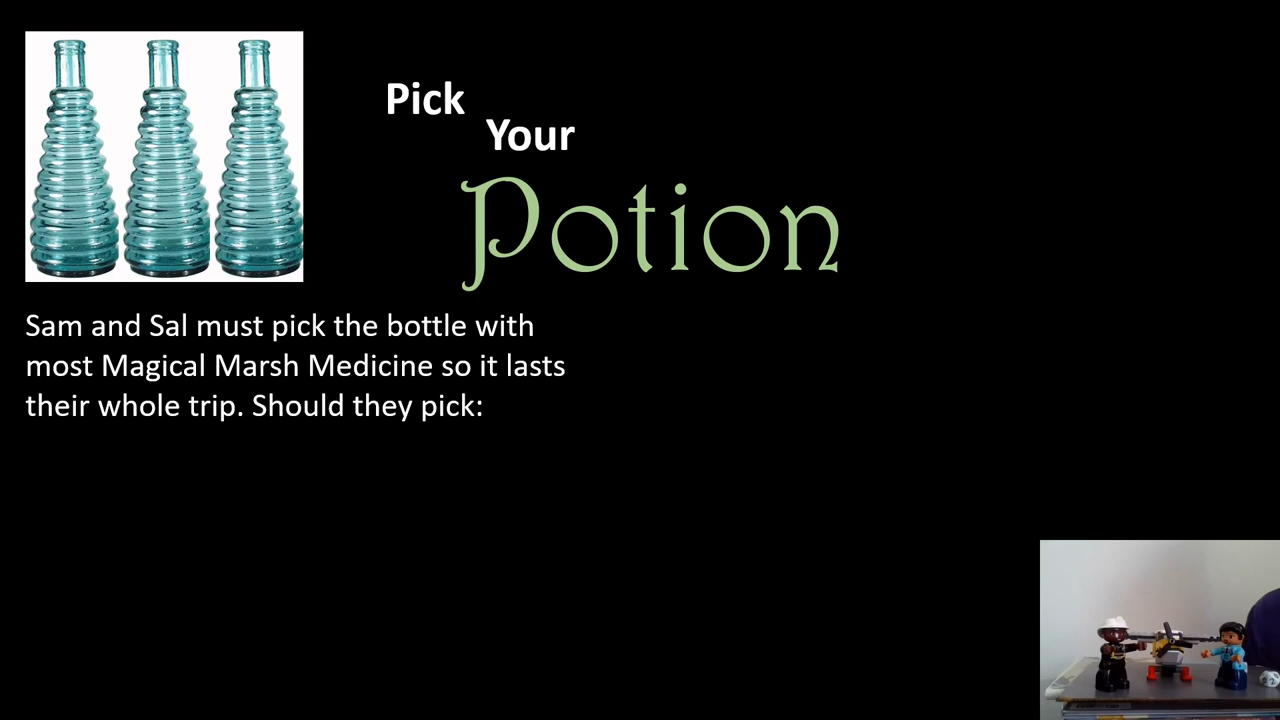 Pick
Your
Potion
Sam and Sal must pick the bottle with
most Magical Marsh Medicine so it lasts
their whole trip. Should they pick: